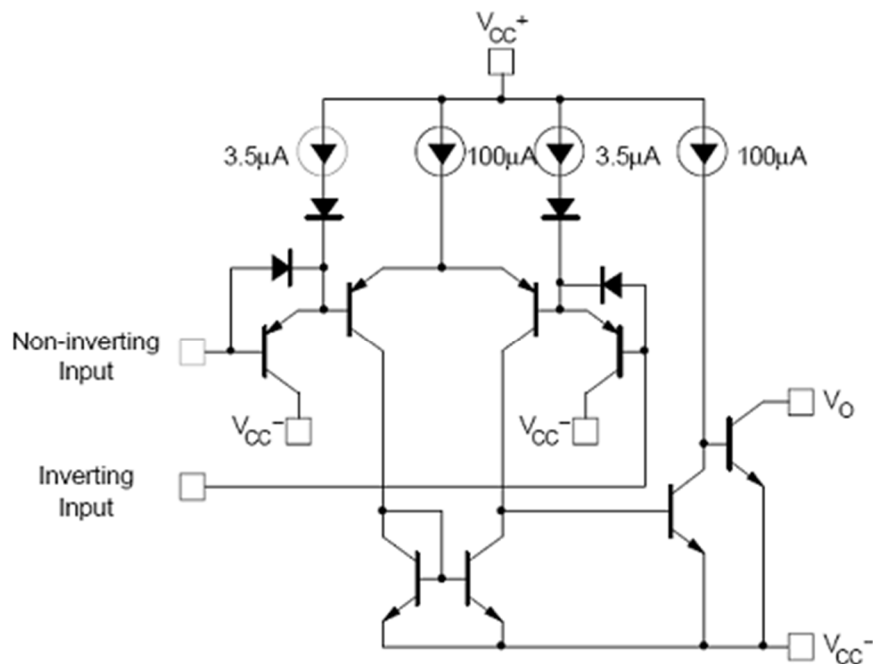 VCC+
3.5µA
100µA
3.5µA
100µA
Non-inverting
Input
VCC−
VCC−
VO
Inverting
Input
VCC−